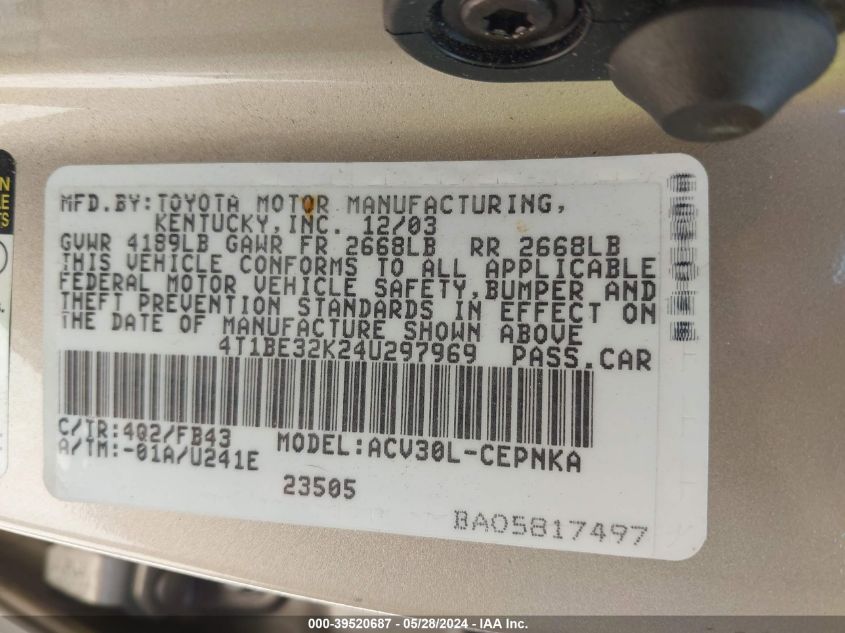 MFD.BY:TOYOTA MOTOR MANUFACTURING,
KENTUCKY,INC. 12/03
GVWR 4189LB GAWR FR 2668LB RR 2668LB
THIS VEHICLE CONFORMS TO ALL APPLICABLE
FEDERAL MOTOR VEHICLE SAFETY,BUMPER AND
THEFT PREVENTION STANDARDS IN EFFECT ON
THE DATE OF MANUFACTURE SHOWN ABOVE
4T1BE32K24U297969 PASS.CAR
C/TR:4Q2/FB43 MODEL:ACV30L-CEPNKA
A/TM:-01A/U241E
23505
BA05817497
000-39520687 - 05/28/2024 - IAA Inc.